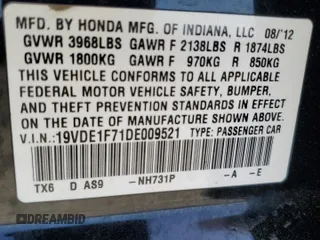 MFD. BY HONDA MFG. OF INDIANA, LLC 08/'12
GVWR 3968LBS GAWR F 2138LBS R 1874LBS
GVWR 1800KG GAWR F 970KG R 850KG
THIS VEHICLE CONFORMS TO ALL APPLICABLE
FEDERAL MOTOR VEHICLE SAFETY, BUMPER,
AND THEFT PREVENTION STANDARDS IN EFFECT
ON THE DATE OF MANUFACTURE SHOWN ABOVE.
V.I.N.:19VDE1F71DE009521 TYPE: PASSENGER CAR
TX6 D AS9 -NH731P -A -E
© DREAMBID